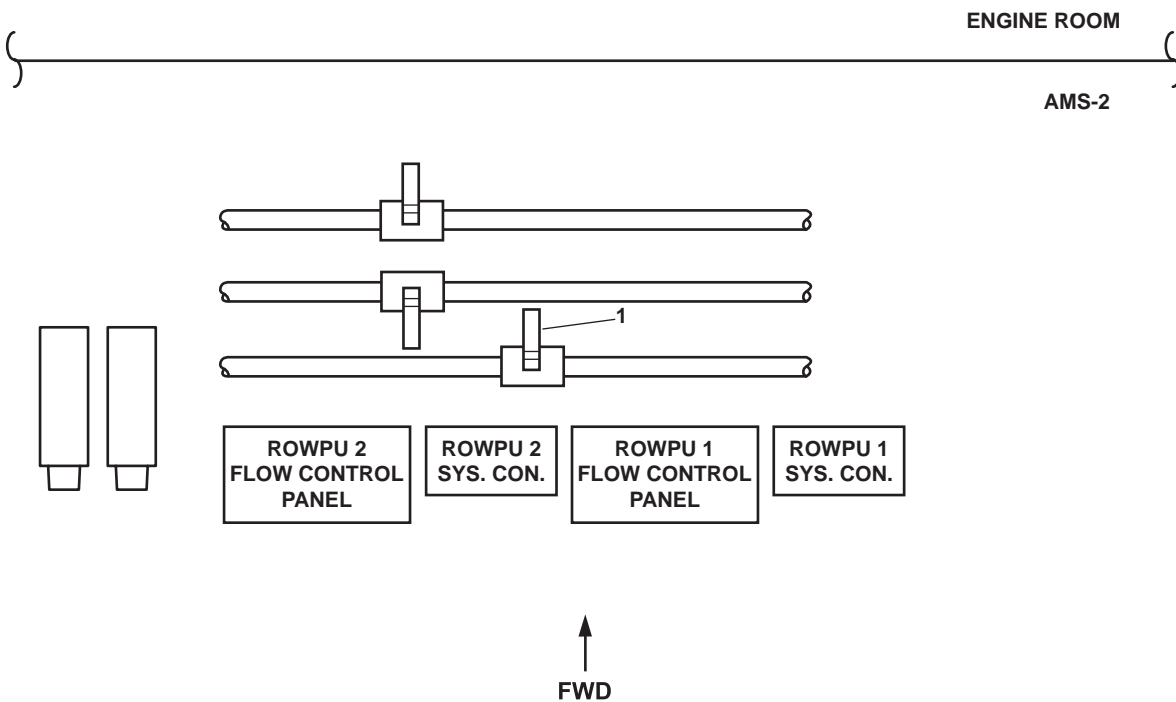 ENGINE ROOM
AMS-2
1
ROWPU 2
FLOW CONTROL
PANEL
ROWPU 2
SYS. CON.
ROWPU 1
FLOW CONTROL
PANEL
ROWPU 1
SYS. CON.
FWD